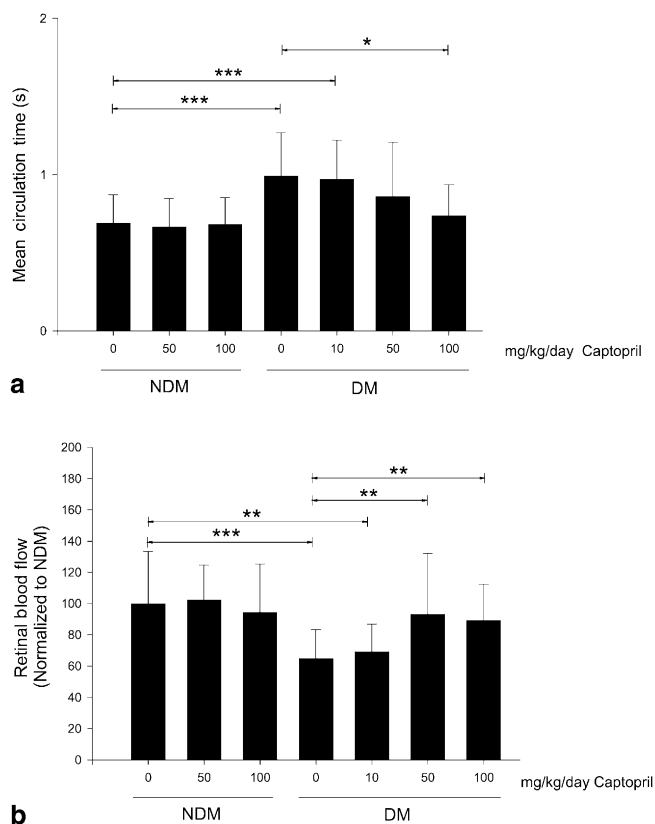 2
*
***
***
1
0
Mean circulation time (s)
0 50 100 0 10 50 100
mg/kg/day Captopril
NDM DM
a
200
180
160
140
120
100
80
60
40
20
0
**
**
**
***
Retinal blood flow
(Normalized to NDM)
0 50 100 0 10 50 100
mg/kg/day Captopril
NDM DM
b